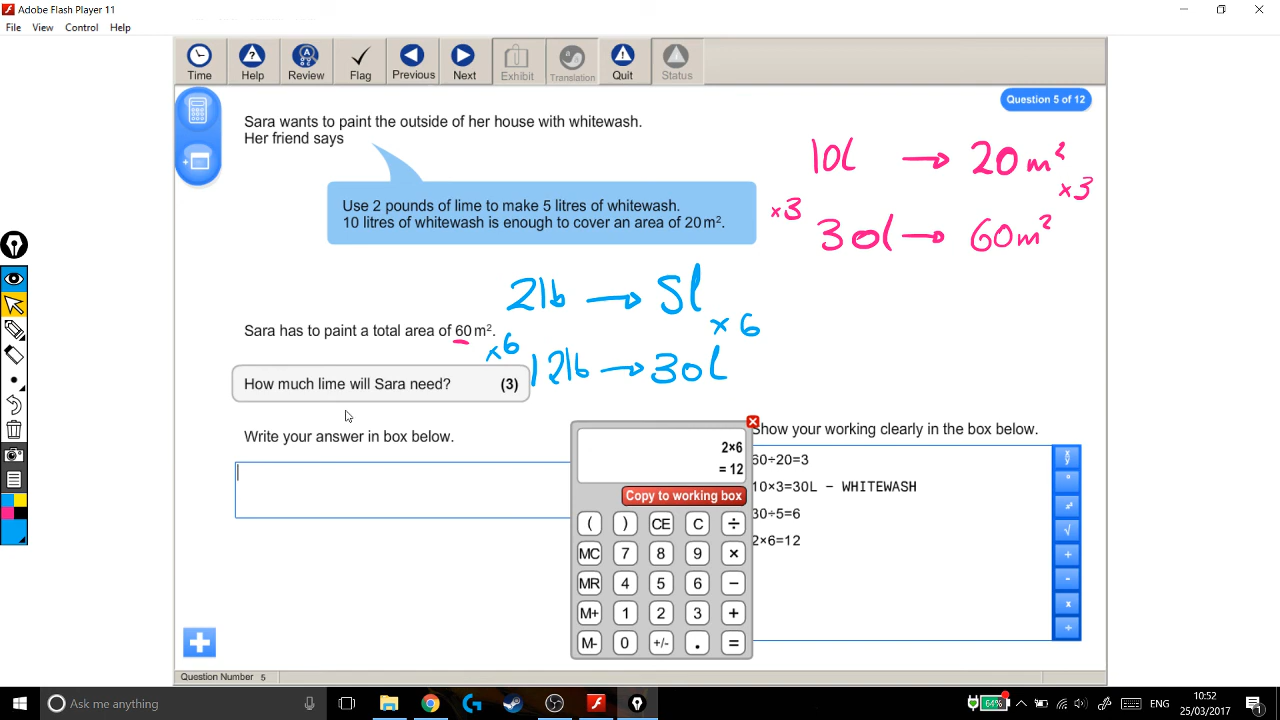 Adobe Flash Player 11
File View Control Help
Time Help Review Flag Previous Next Exhibit Translation Quit Status
Question 5 of 12
Sara wants to paint the outside of her house with whitewash.
Her friend says
Use 2 pounds of lime to make 5 litres of whitewash.
10 litres of whitewash is enough to cover an area of 20 m².
10l → 20 m²
×3 ×3
30l → 60m²
2lb → 5l
×6 ×6
12lb → 30l
Sara has to paint a total area of 60 m².
How much lime will Sara need? (3)
Write your answer in box below.
Show your working clearly in the box below.
60÷20=3
10×3=30L - WHITEWASH
30÷5=6
2×6=12
2×6
= 12
Copy to working box
( ) CE C ÷
MC 7 8 9 ×
MR 4 5 6 −
M+ 1 2 3 +
M- 0 +/- . =
x/y
°
x²
√
+
-
x
÷
Question Number 5
Ask me anything
64%
ENG
10:52
25/03/2017
1